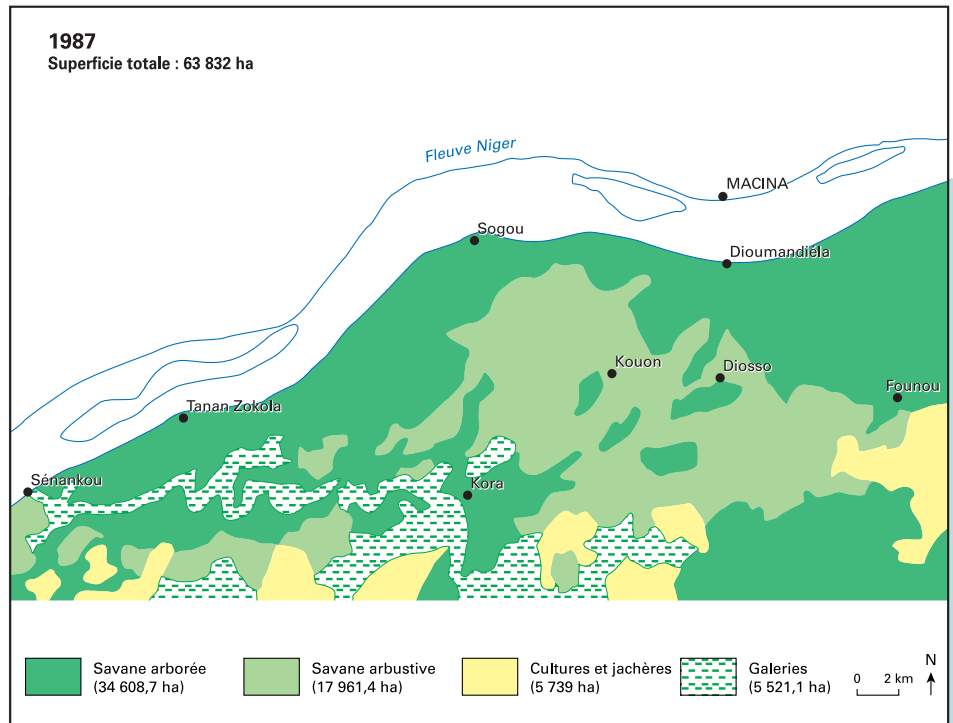 1987
Superficie totale : 63 832 ha
Fleuve Niger
MACINA
Sogou
Dioumandiéla
Kouon
Diosso
Founou
Tanan Zokola
Sénankou
Kora
Savane arborée
(34 608,7 ha)
Savane arbustive
(17 961,4 ha)
Cultures et jachères
(5 739 ha)
Galeries
(5 521,1 ha)
0 2 km
N